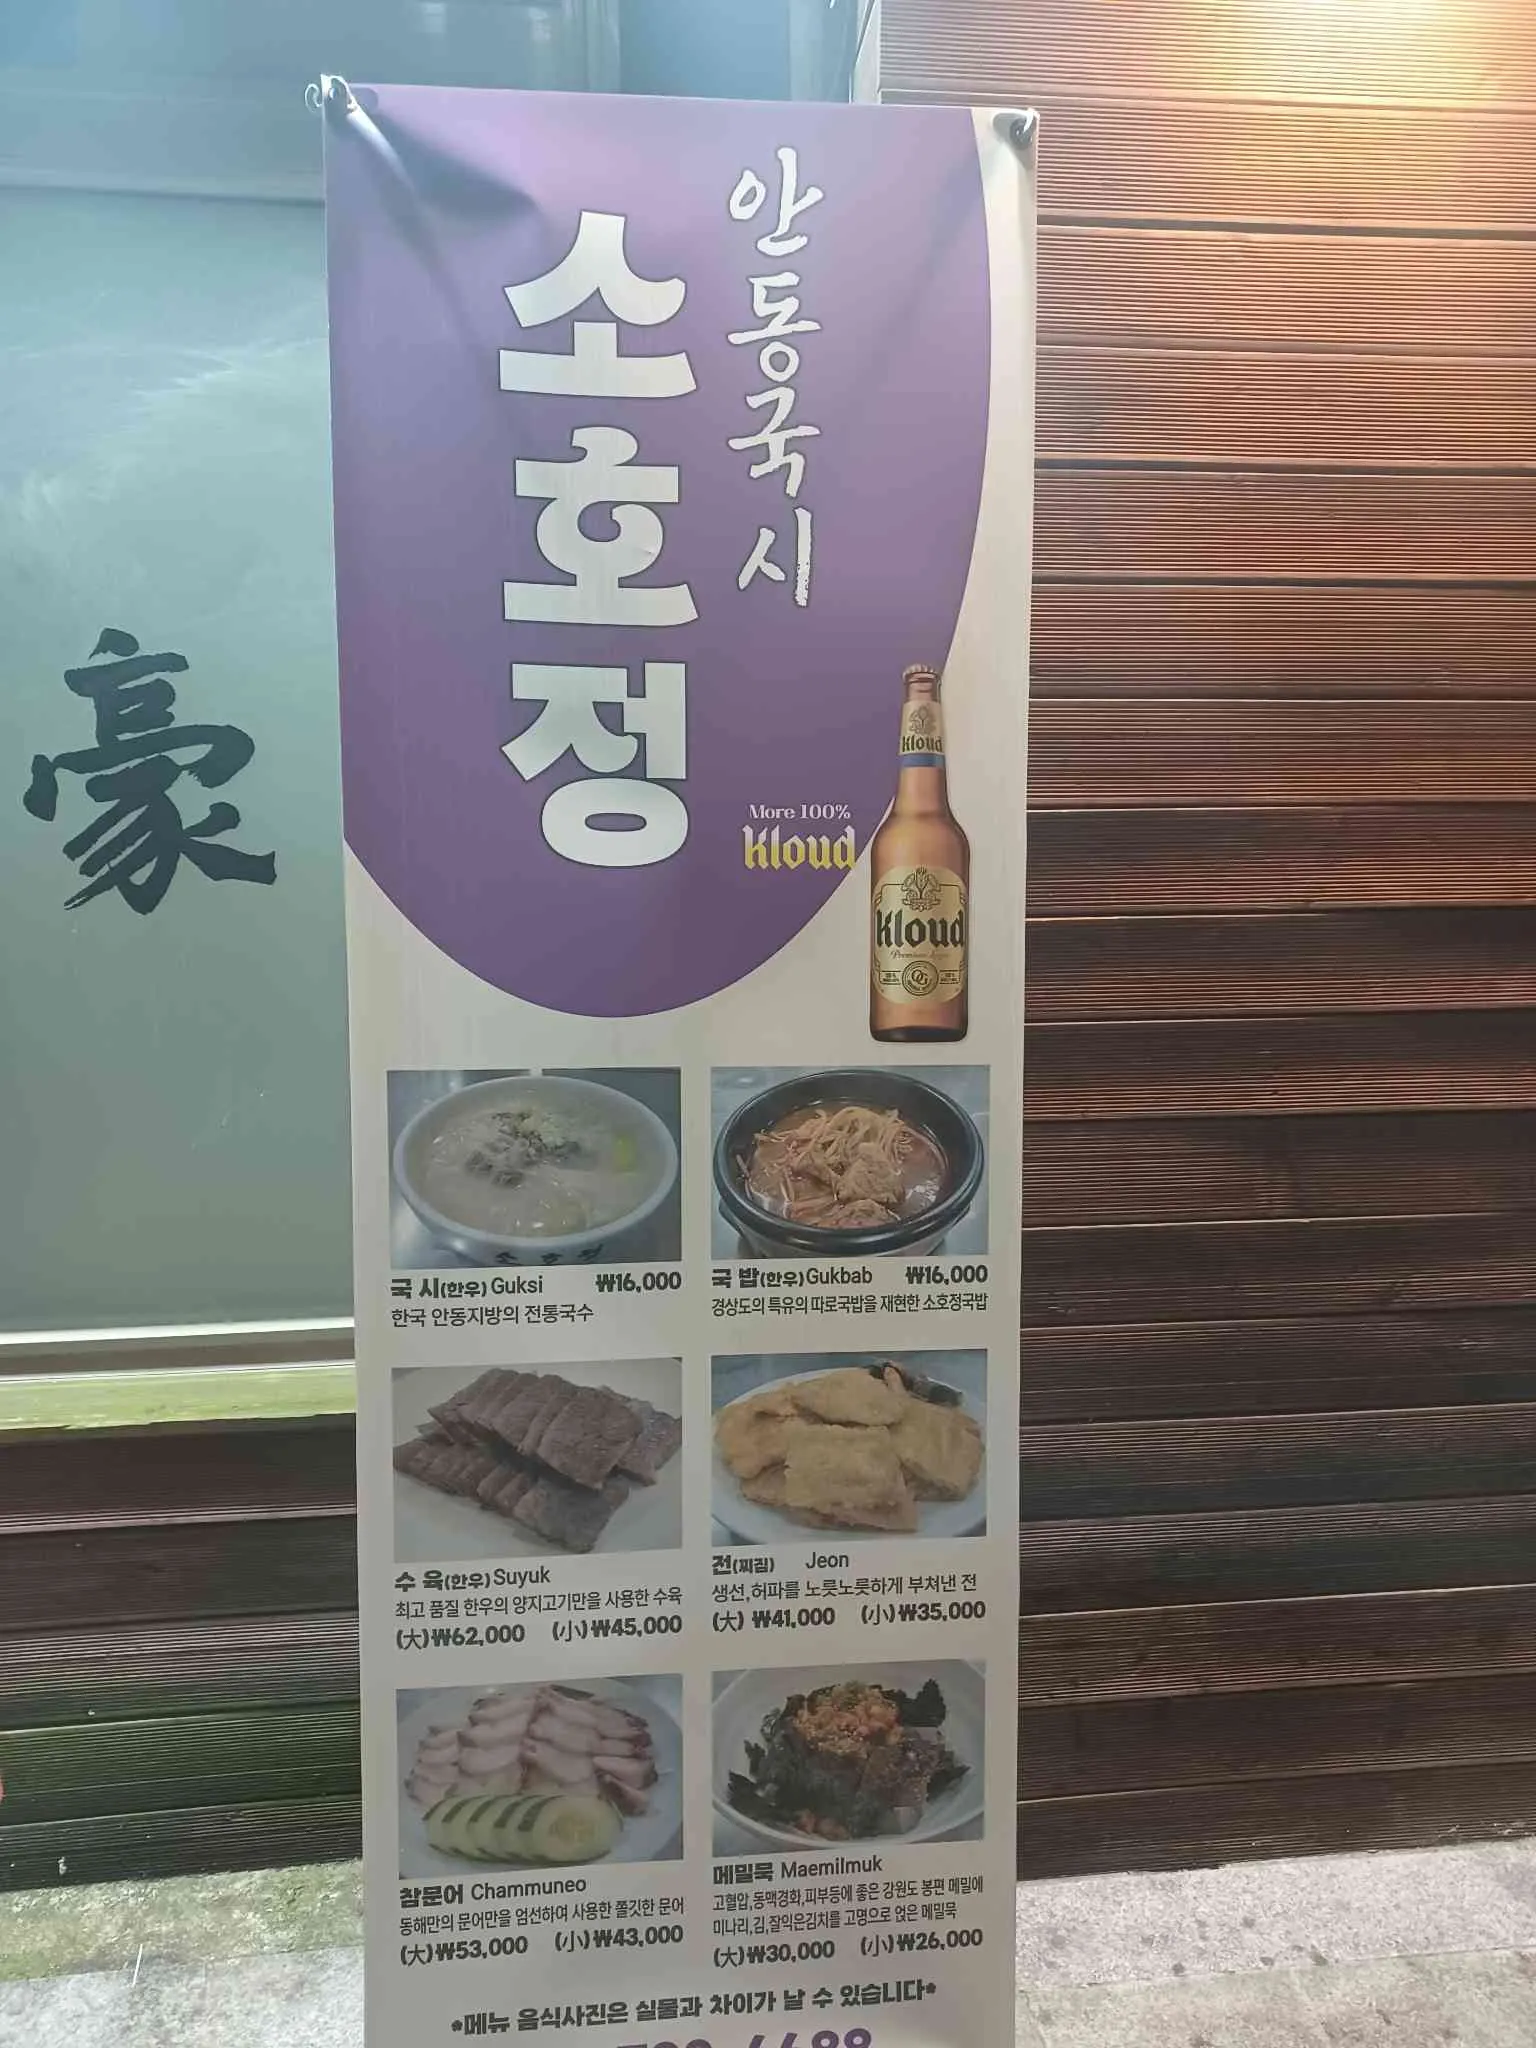 豪
안동국시
소호정
More 100%
Kloud
Kloud
Kloud
Premium Lager
OG
소호정
국시(한우) Guksi ₩16,000
한국 안동지방의 전통국수
국밥(한우) Gukbab ₩16,000
경상도의 특유의 따로국밥을 재현한 소호정국밥
수육(한우) Suyuk
최고 품질 한우의 양지고기만을 사용한 수육
(大)₩62,000 (小)₩45,000
전(찌짐) Jeon
생선,허파를 노릇노릇하게 부쳐낸 전
(大) ₩41,000 (小)₩35,000
참문어 Chammuneo
동해만의 문어만을 엄선하여 사용한 쫄깃한 문어
(大)₩53,000 (小)₩43,000
메밀묵 Maemilmuk
고혈압,동맥경화,피부등에 좋은 강원도 봉편 메밀에
미나리,김,잘익은김치를 고명으로 얹은 메밀묵
(大)₩30,000 (小)₩26,000
*메뉴 음식사진은 실물과 차이가 날 수 있습니다*